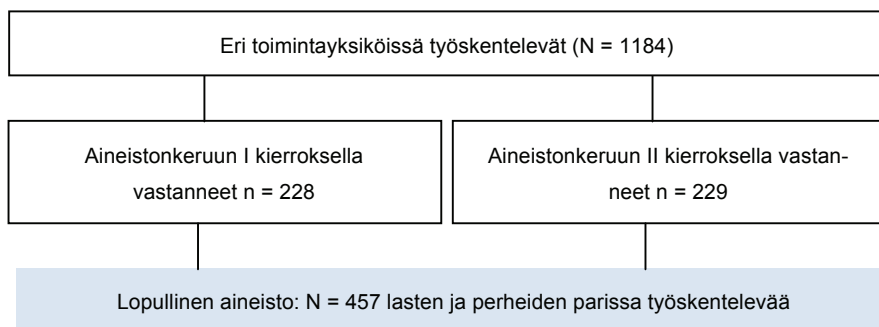 Eri toimintayksiköissä työskentelevät (N = 1184)
Aineistonkeruun I kierroksella
vastanneet n = 228
Aineistonkeruun II kierroksella vastan-
neet n = 229
Lopullinen aineisto: N = 457 lasten ja perheiden parissa työskentelevää